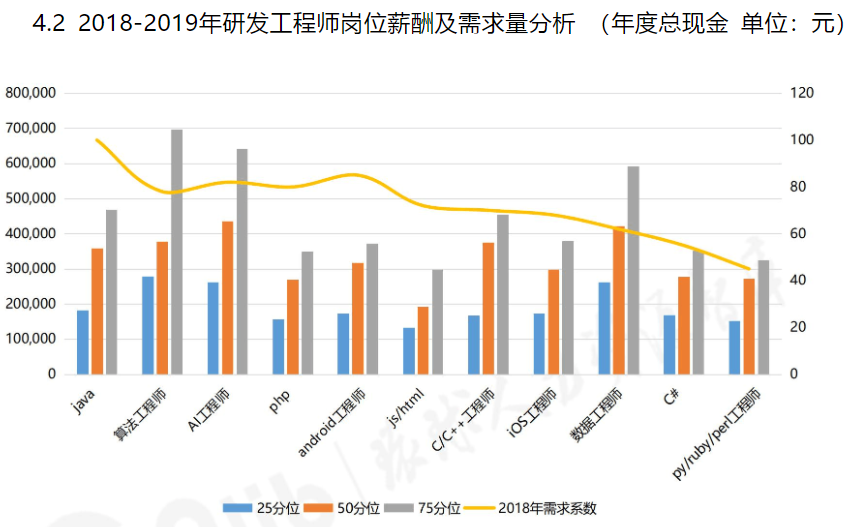 4.2 2018-2019年研发工程师岗位薪酬及需求量分析 （年度总现金 单位：元）
800,000
700,000
600,000
500,000
400,000
300,000
200,000
100,000
0
120
100
80
60
40
20
0
java
算法工程师
AI工程师
php
android工程师
js/html
C/C++工程师
iOS工程师
数据工程师
C#
py/ruby/perl工程师
25分位 50分位 75分位 2018年需求系数